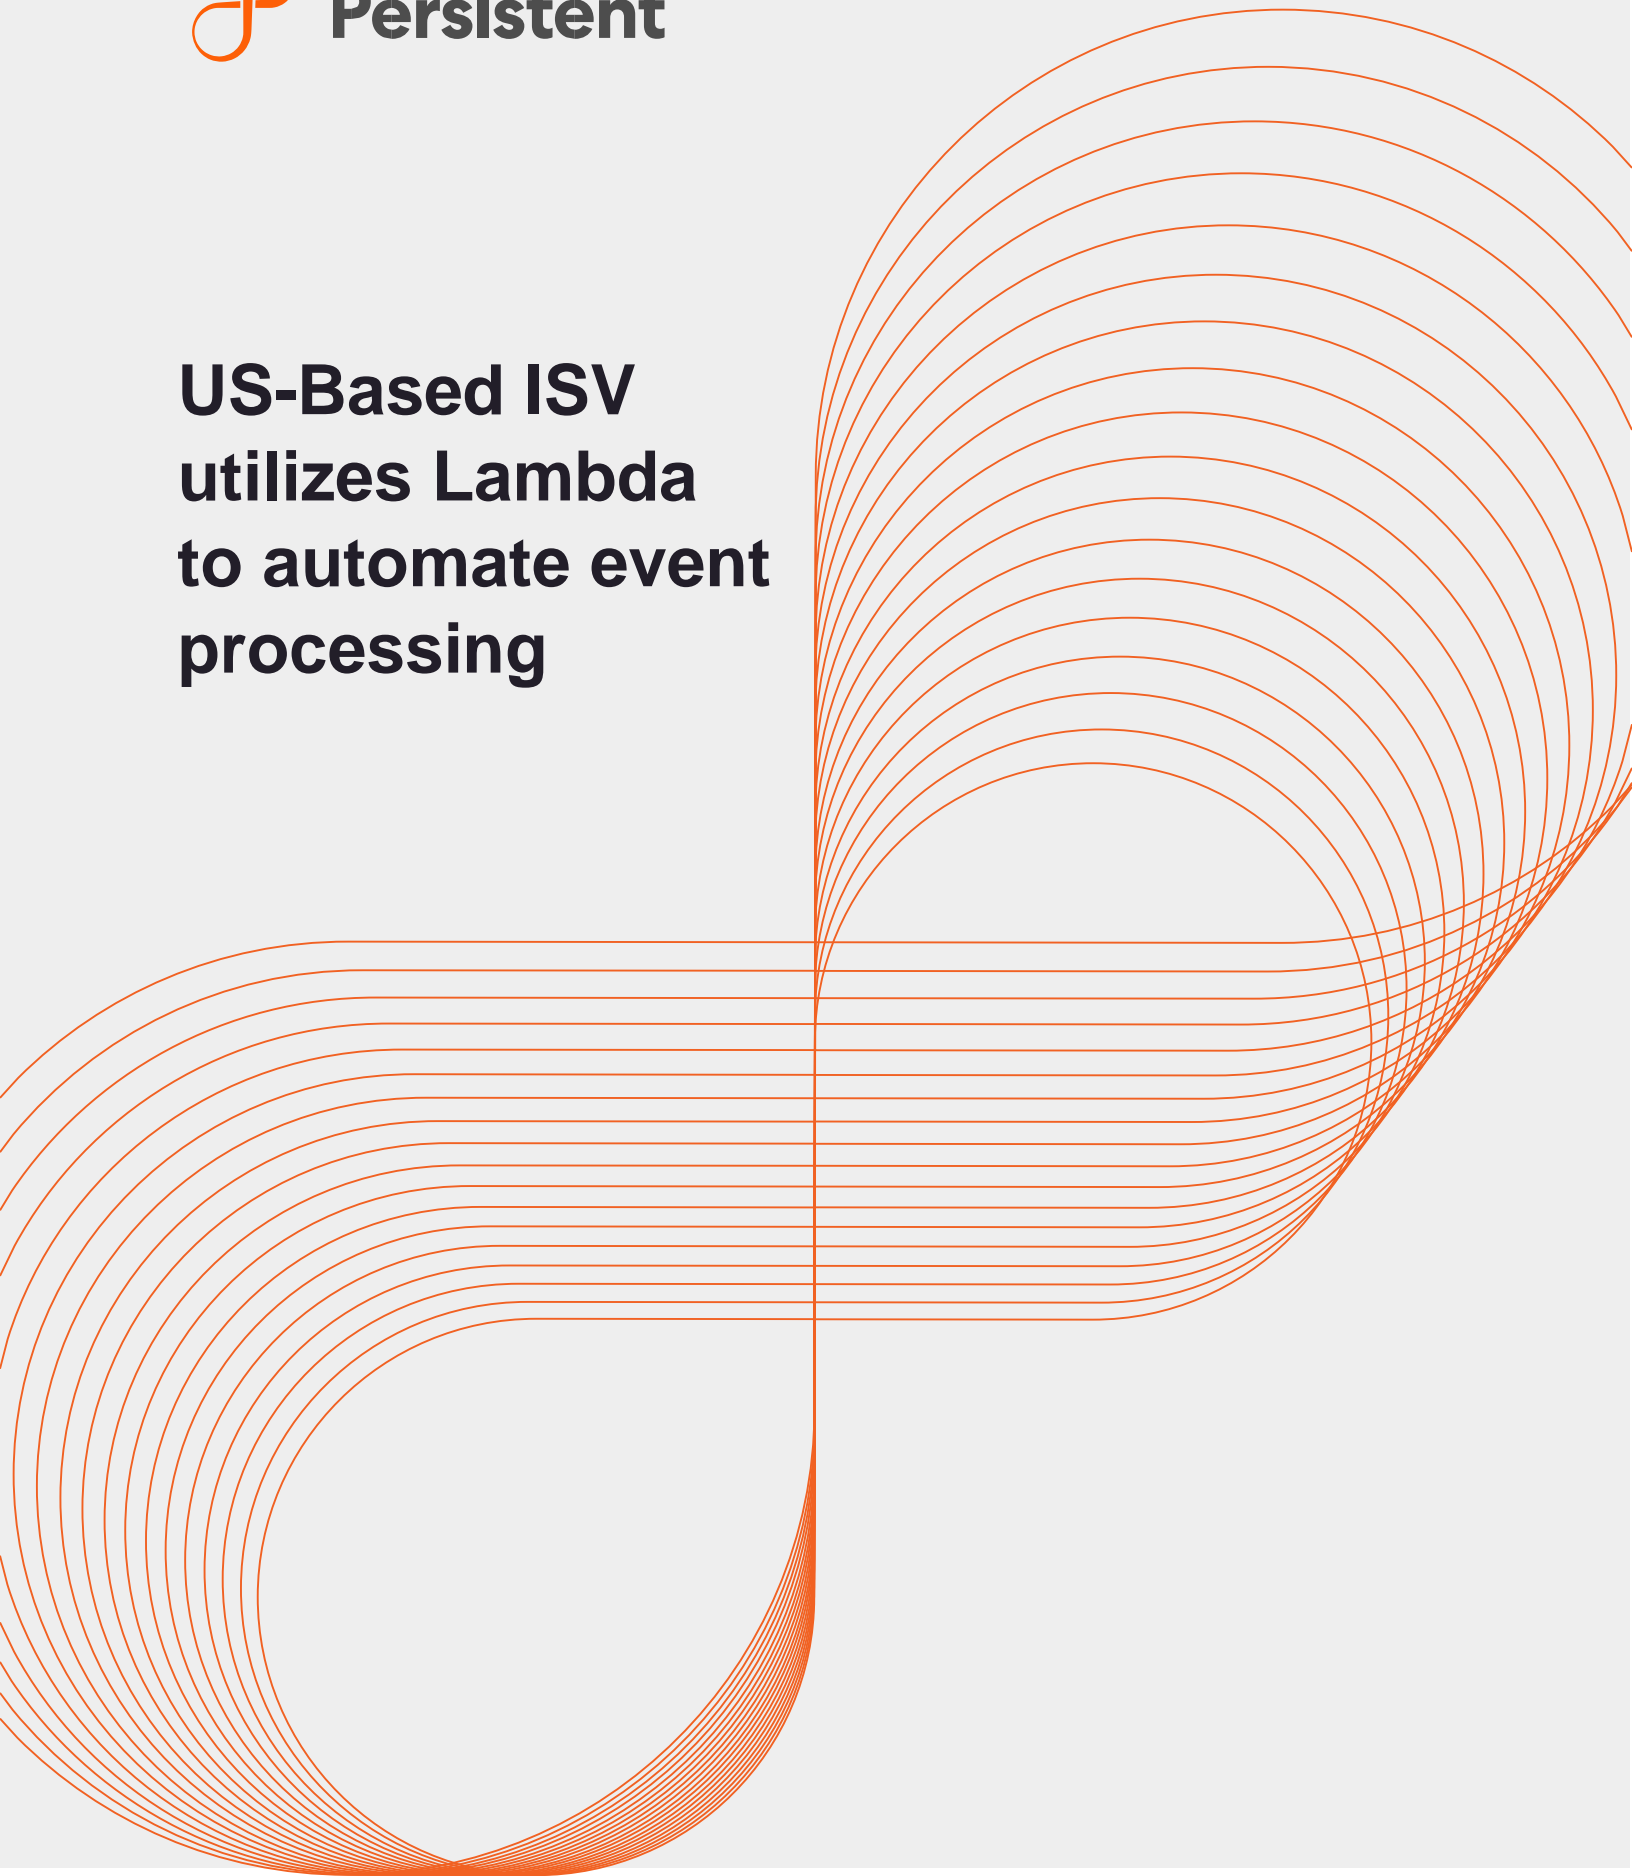 Persistent
US-Based ISV
utilizes Lambda
to automate event
processing